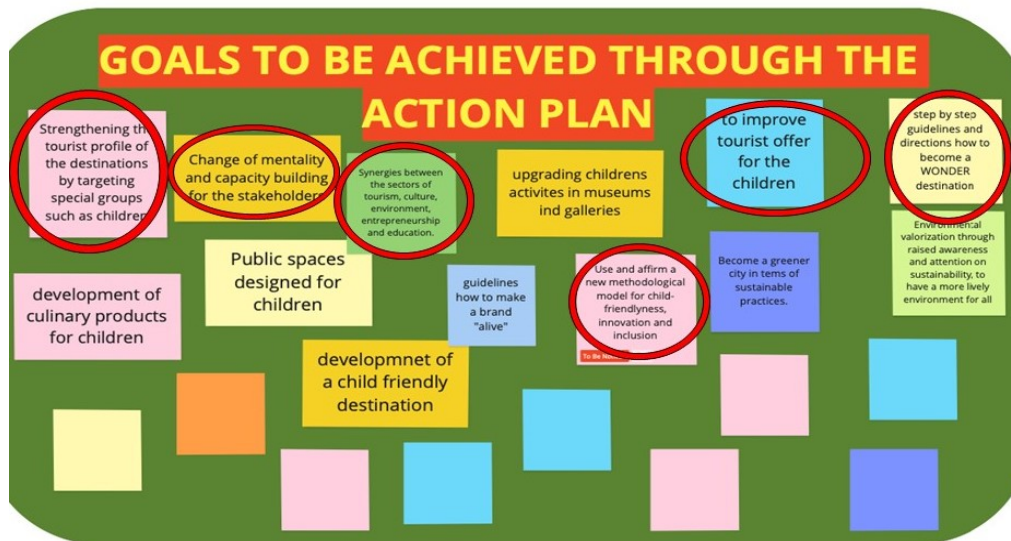 GOALS TO BE ACHIEVED THROUGH THE
ACTION PLAN
Strengthening th
tourist profile of
the destinations
by targeting
special groups
such as children
Change of mentality
and capacity building
for the stakeholder
Synergies between
the sectors of
tourism, culture,
environment,
entrepreneurship
and education.
upgrading childrens
activites in museums
ind galleries
to improve
tourist offer
for the
children
step by step
guidelines and
directions how to
become a
WONDER
destination
development of
culinary products
for children
Public spaces
designed for
children
guidelines
how to make
a brand
"alive"
Use and affirm a
new methodological
model for child-
friendlyness,
innovation and
inclusion
To Be
Become a greener
city in tems of
sustainable
practices.
Environmental
valorization through
raised awareness
and attention on
sustainability, to
have a more lively
environment for all
developmnet of
a child friendly
destination